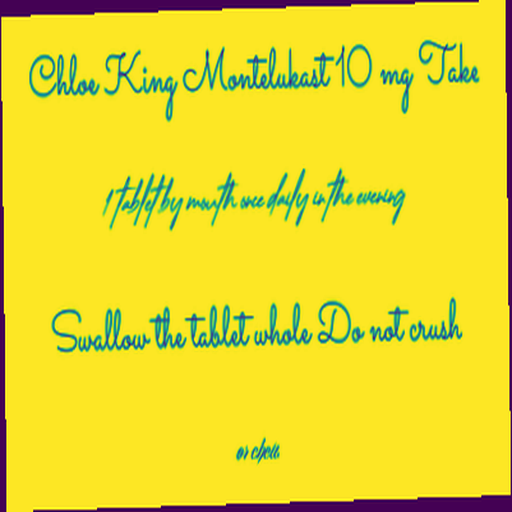 Chloe King Montelukast 10 mg Take
1 tablet by mouth once daily in the evening
Swallow the tablet whole Do not crush
or chew